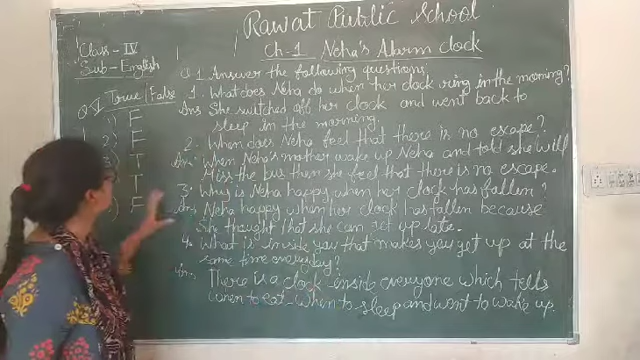 Rawat Public School
Class - IV
Sub - English
Ch-1 Neha's Alarm clock
Q.1 Answer the following questions:
1. What does Neha do when her clock ring in the morning?
Ans She switched off her clock and went back to
sleep in the morning.
2. When does Neha feel that there is no escape?
Ans. When Neha's mother wake up Neha and told she will
Miss the bus then she feel that there is no escape.
3. Why is Neha happy when her clock has fallen?
Ans. Neha happy when her clock has fallen because
she thought that she can get up late.
4. What is inside you that makes you get up at the
same time everyday?
There is a clock inside everyone which tells
when to eat - when to sleep and to wake up.
True | False
1) F
2) F
3) T
T
) F